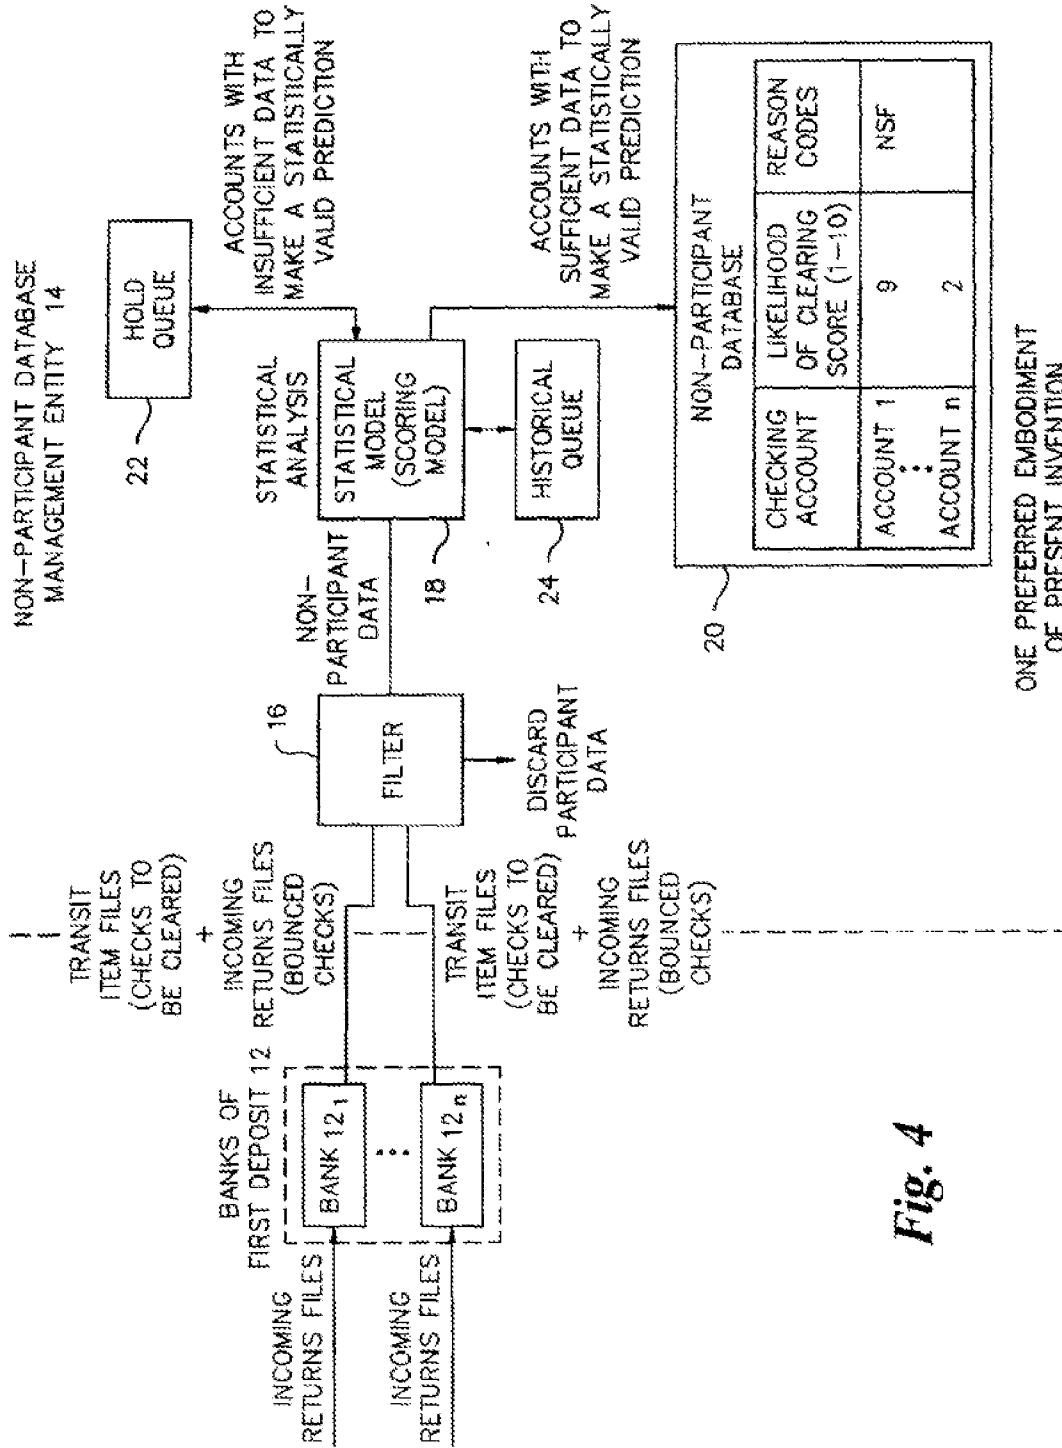 NON-PARTICIPANT DATABASE
MANAGEMENT ENTITY 14
BANKS OF
FIRST DEPOSIT 12
INCOMING
RETURNS FILES
BANK 12 1
INCOMING
RETURNS FILES
BANK 12 n
TRANSIT
ITEM FILES
(CHECKS TO
BE CLEARED)
+
INCOMING
RETURNS FILES
(BOUNCED
CHECKS)
TRANSIT
ITEM FILES
(CHECKS TO
BE CLEARED)
+
INCOMING
RETURNS FILES
(BOUNCED
CHECKS)
16
FILTER
DISCARD
PARTICIPANT
DATA
NON-
PARTICIPANT
DATA
STATISTICAL
ANALYSIS
STATISTICAL
MODEL
(SCORING
MODEL)
18
22
HOLD
QUEUE
ACCOUNTS WITH
INSUFFICIENT DATA TO
MAKE A STATISTICALLY
VALID PREDICTION
HISTORICAL
QUEUE
24
ACCOUNTS WITH
SUFFICIENT DATA TO
MAKE A STATISTICALLY
VALID PREDICTION
20
NON-PARTICIPANT
DATABASE
CHECKING
ACCOUNT
LIKELIHOOD
OF CLEARING
SCORE (1-10)
REASON
CODES
ACCOUNT 1
9
NSF
ACCOUNT n
2
ONE PREFERRED EMBODIMENT
OF PRESENT INVENTION
Fig. 4